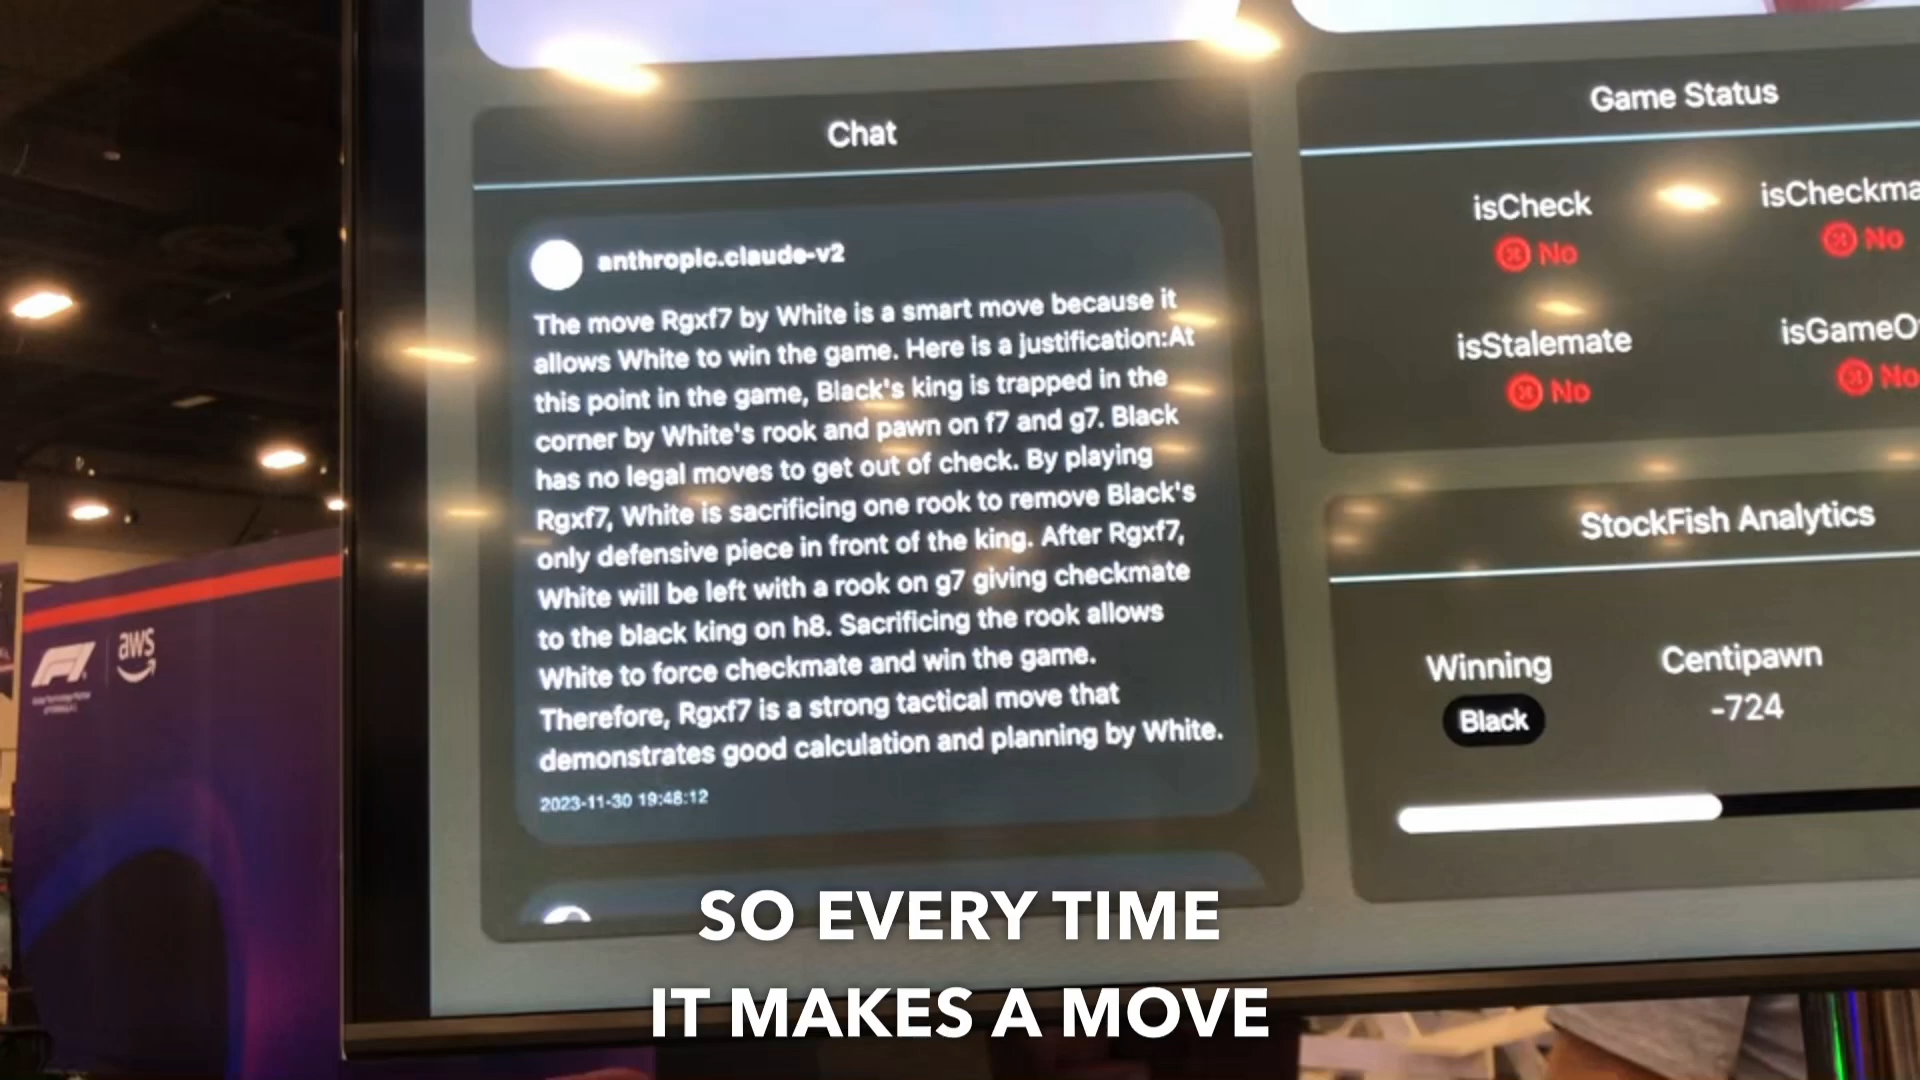 Chat
anthropic.claude-v2
The move Rgxf7 by White is a smart move because it
allows White to win the game. Here is a justification:At
this point in the game, Black's king is trapped in the
corner by White's rook and pawn on f7 and g7. Black
has no legal moves to get out of check. By playing
Rgxf7, White is sacrificing one rook to remove Black's
only defensive piece in front of the king. After Rgxf7,
White will be left with a rook on g7 giving checkmate
to the black king on h8. Sacrificing the rook allows
White to force checkmate and win the game.
Therefore, Rgxf7 is a strong tactical move that
demonstrates good calculation and planning by White.
2023-11-30 19:48:12
Game Status
isCheck
No
isCheckma
No
isStalemate
No
isGameO
No
StockFish Analytics
Winning
Black
Centipawn
-724
F1
aws
SO EVERY TIME
IT MAKES A MOVE